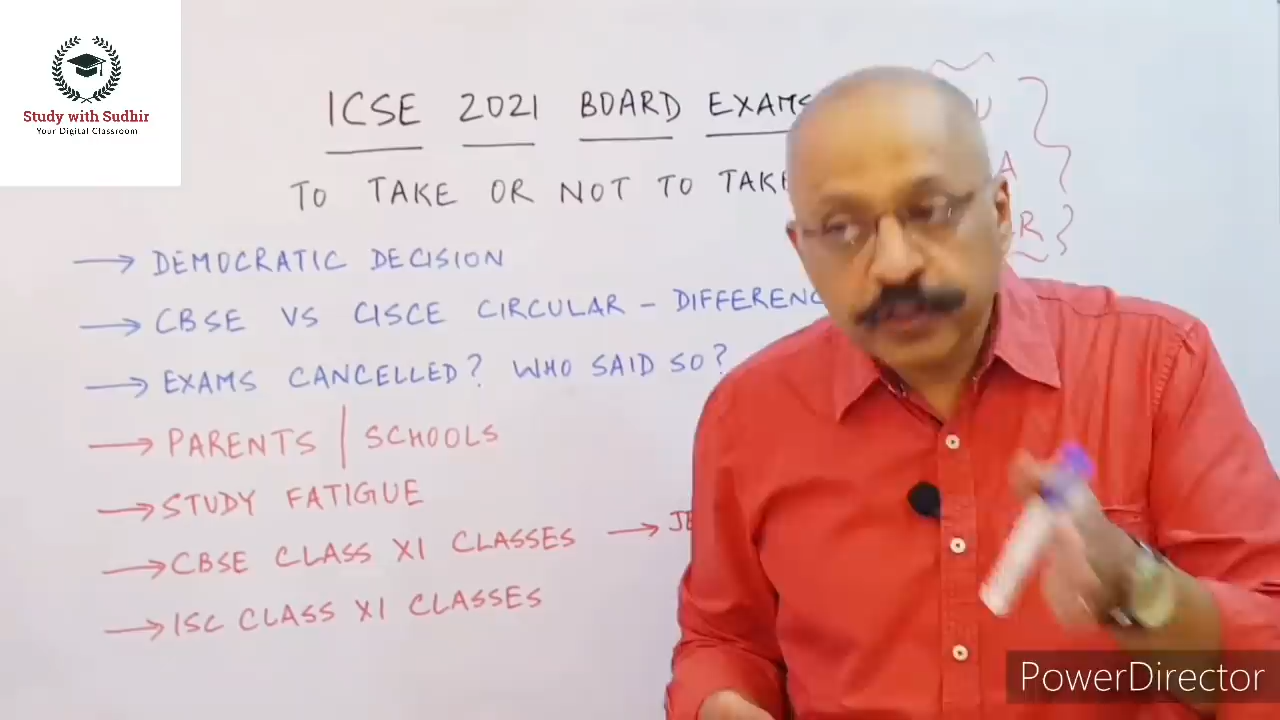 Study with Sudhir
Your Digital Classroom
ICSE 2021 BOARD EXAMS
TO TAKE OR NOT TO TAKE
→ DEMOCRATIC DECISION
→ CBSE VS CISCE CIRCULAR – DIFFERENC
→ EXAMS CANCELLED? WHO SAID SO?
→ PARENTS | SCHOOLS
→ STUDY FATIGUE
→ CBSE CLASS XI CLASSES →
→ ISC CLASS XI CLASSES
PowerDirector